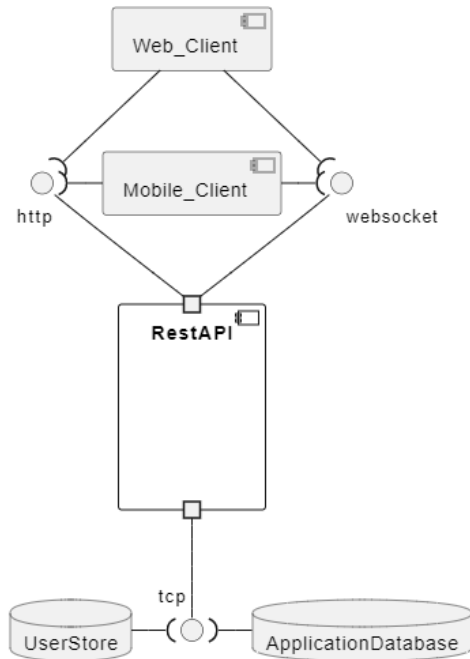 Web_Client
Mobile_Client
http
websocket
RestAPI
tcp
UserStore
ApplicationDatabase